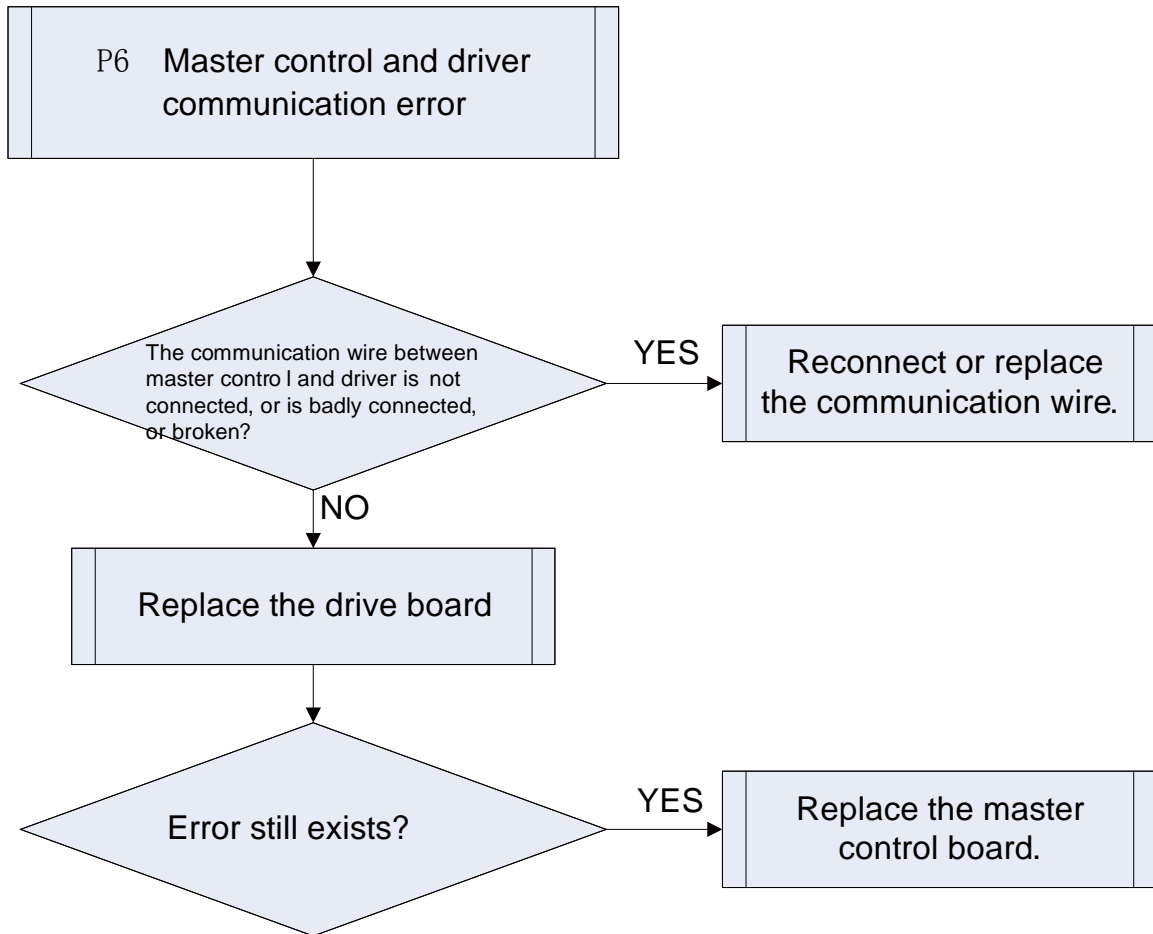 P6 Master control and driver
communication error
The communication wire between
master contro l and driver is not
connected, or is badly connected,
or broken?
YES
Reconnect or replace
the communication wire.
NO
Replace the drive board
Error still exists?
YES
Replace the master
control board.